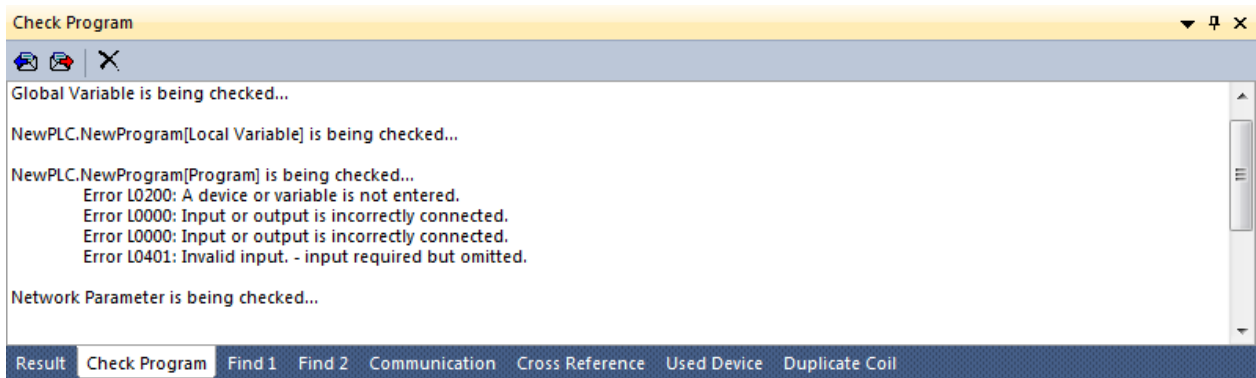 Check Program
Global Variable is being checked...
NewPLC.NewProgram[Local Variable] is being checked...
NewPLC.NewProgram[Program] is being checked...
Error L0200: A device or variable is not entered.
Error L0000: Input or output is incorrectly connected.
Error L0000: Input or output is incorrectly connected.
Error L0401: Invalid input. - input required but omitted.
Network Parameter is being checked...
Result Check Program Find 1 Find 2 Communication Cross Reference Used Device Duplicate Coil